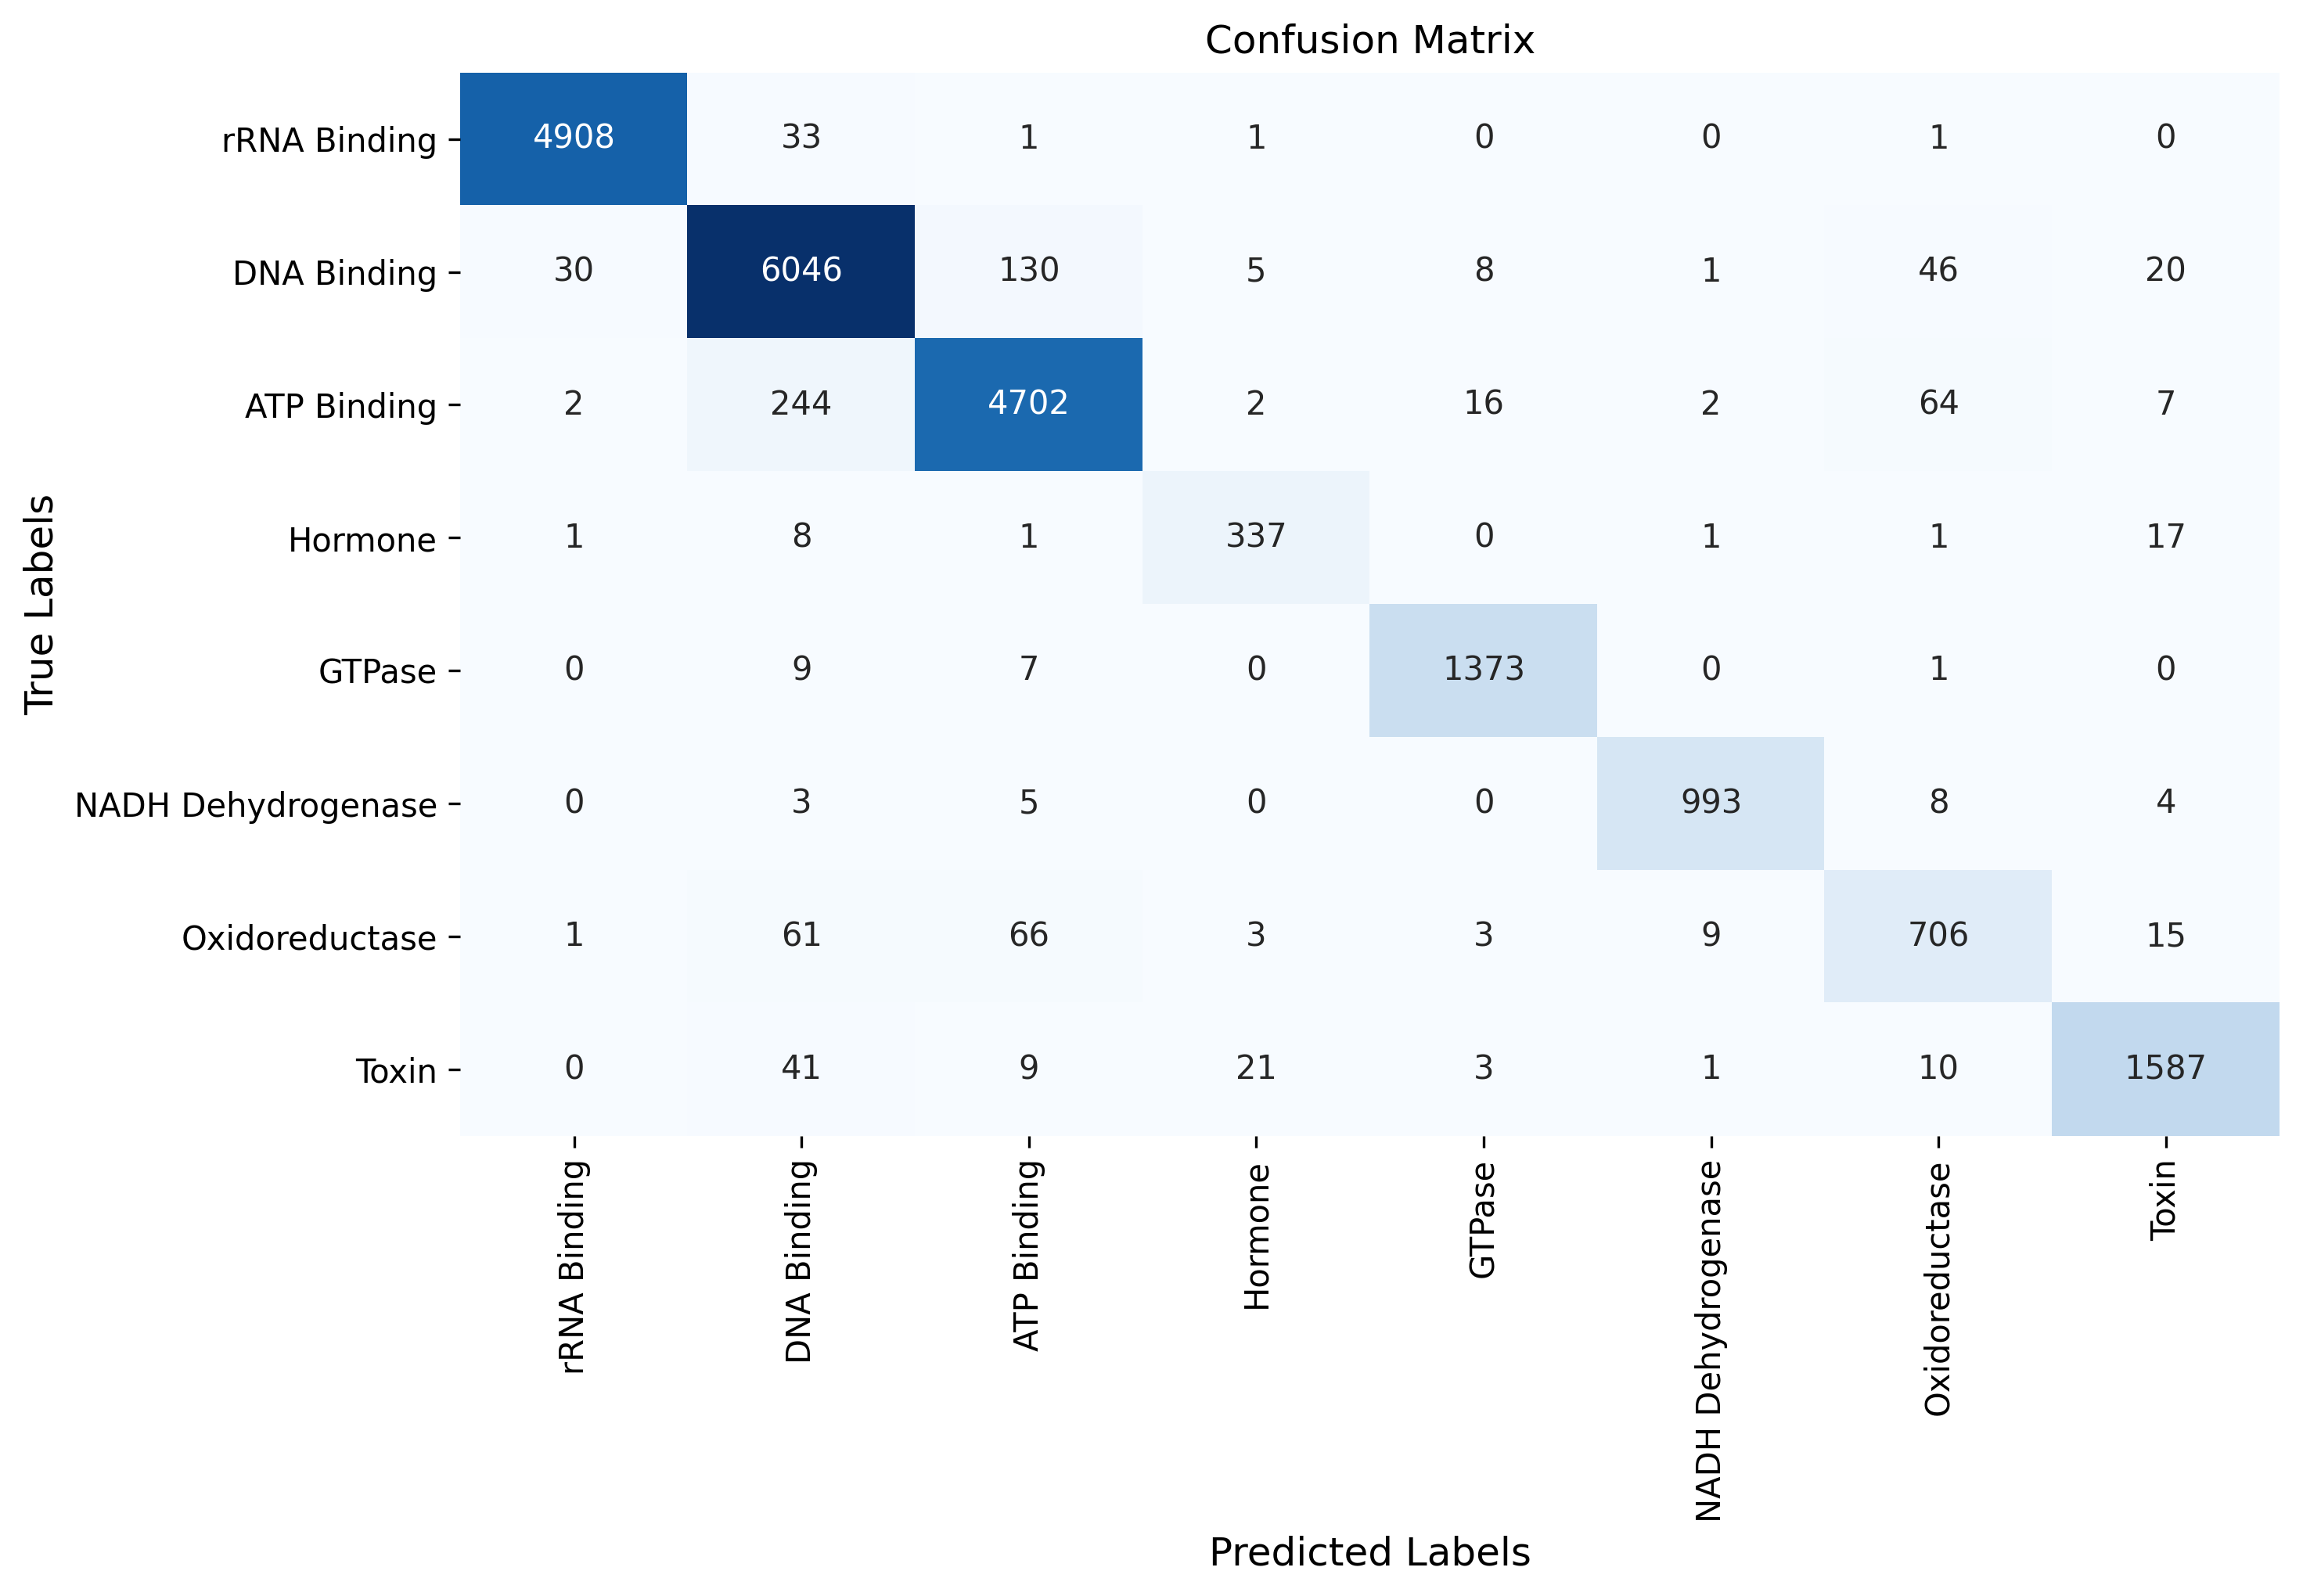 Confusion Matrix
True Labels
rRNA Binding 4908 33 1 1 0 0 1 0
DNA Binding 30 6046 130 5 8 1 46 20
ATP Binding 2 244 4702 2 16 2 64 7
Hormone 1 8 1 337 0 1 1 17
GTPase 0 9 7 0 1373 0 1 0
NADH Dehydrogenase 0 3 5 0 0 993 8 4
Oxidoreductase 1 61 66 3 3 9 706 15
Toxin 0 41 9 21 3 1 10 1587
rRNA Binding
DNA Binding
ATP Binding
Hormone
GTPase
NADH Dehydrogenase
Oxidoreductase
Toxin
Predicted Labels